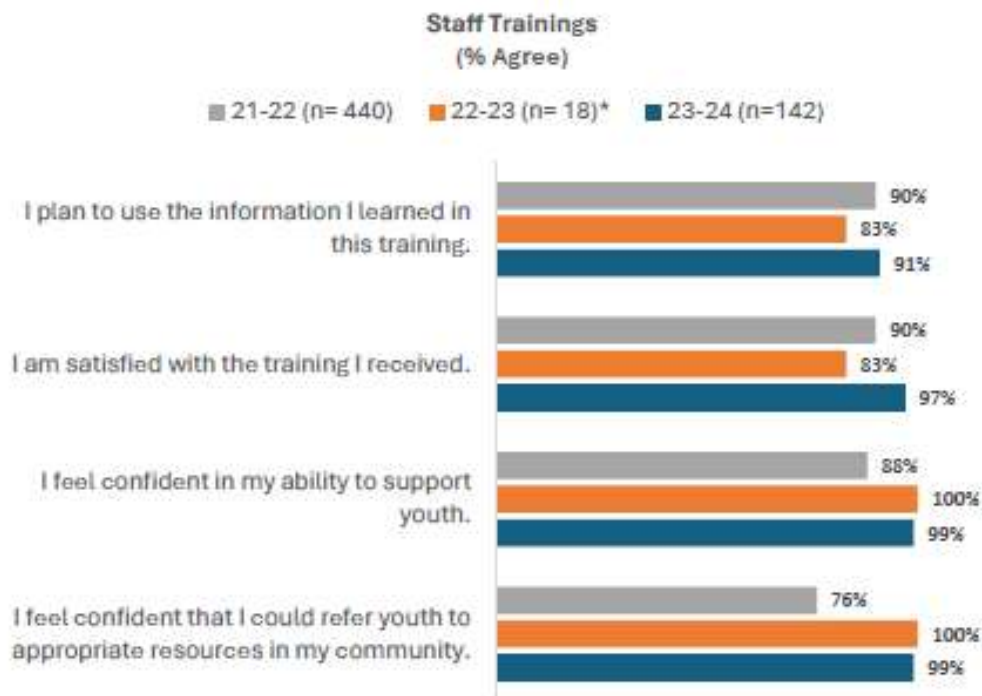 Staff Trainings
(% Agree)
21-22 (n= 440) 22-23 (n= 18)* 23-24 (n=142)
I plan to use the information I learned in
this training.
90%
83%
91%
I am satisfied with the training I received.
90%
83%
97%
I feel confident in my ability to support
youth.
88%
100%
99%
I feel confident that I could refer youth to
appropriate resources in my community.
76%
100%
99%